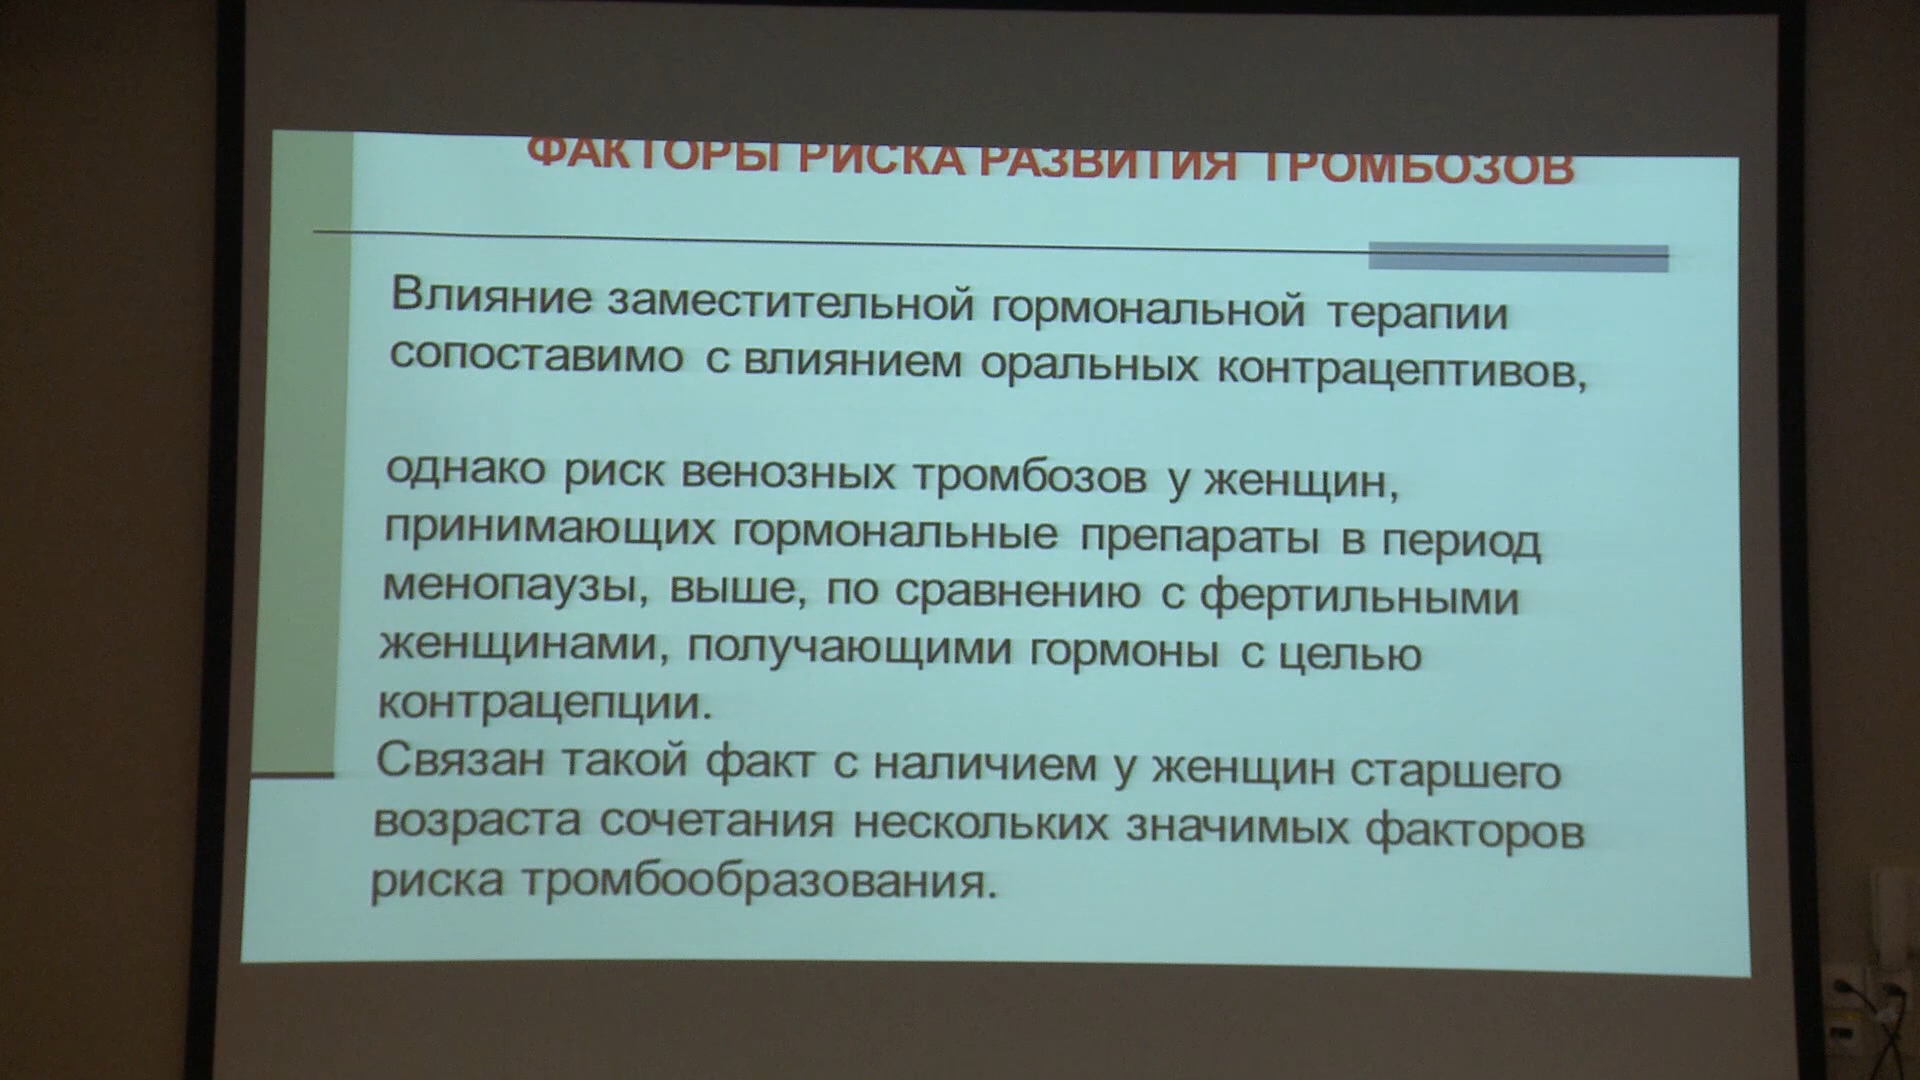 ФАКТОРЫ РИСКА РАЗВИТИЯ ТРОМБОЗОВ
Влияние заместительной гормональной терапии
сопоставимо с влиянием оральных контрацептивов,
однако риск венозных тромбозов у женщин,
принимающих гормональные препараты в период
менопаузы, выше, по сравнению с фертильными
женщинами, получающими гормоны с целью
контрацепции.
Связан такой факт с наличием у женщин старшего
возраста сочетания нескольких значимых факторов
риска тромбообразования.